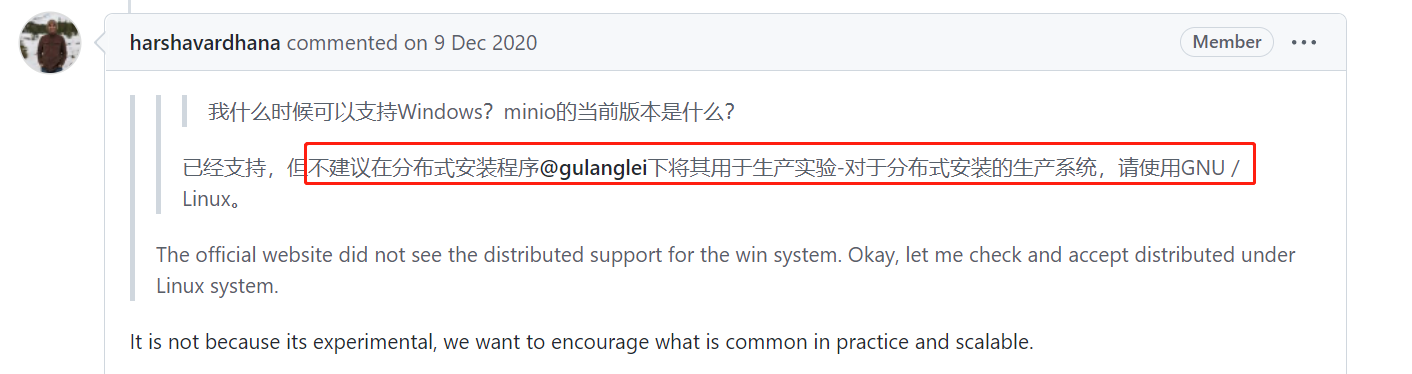 harshavardhana commented on 9 Dec 2020
Member
我什么时候可以支持Windows？minio的当前版本是什么？
已经支持，但不建议在分布式安装程序@gulanglei下将其用于生产实验-对于分布式安装的生产系统，请使用GNU /
Linux。
The official website did not see the distributed support for the win system. Okay, let me check and accept distributed under
Linux system.
It is not because its experimental, we want to encourage what is common in practice and scalable.